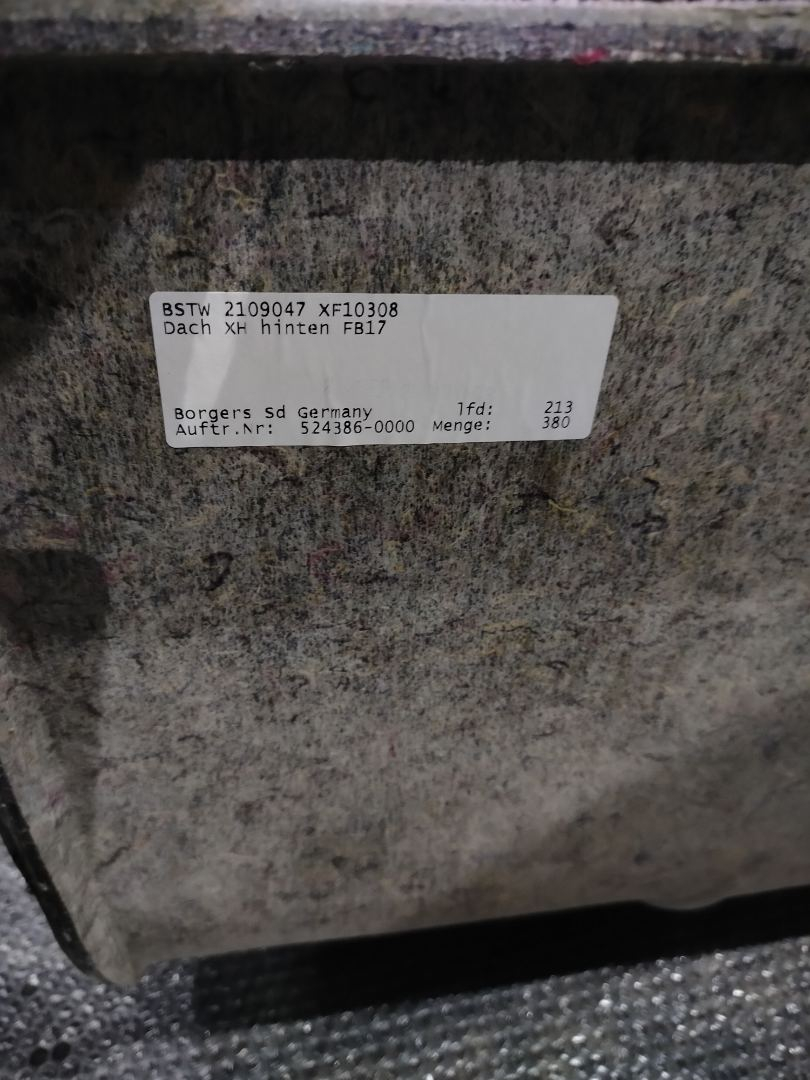 BSTW 2109047 XF10308
Dach XH hinten FB17
Borgers Sd Germany lfd: 213
Auftr.Nr: 524386-0000 Menge: 380